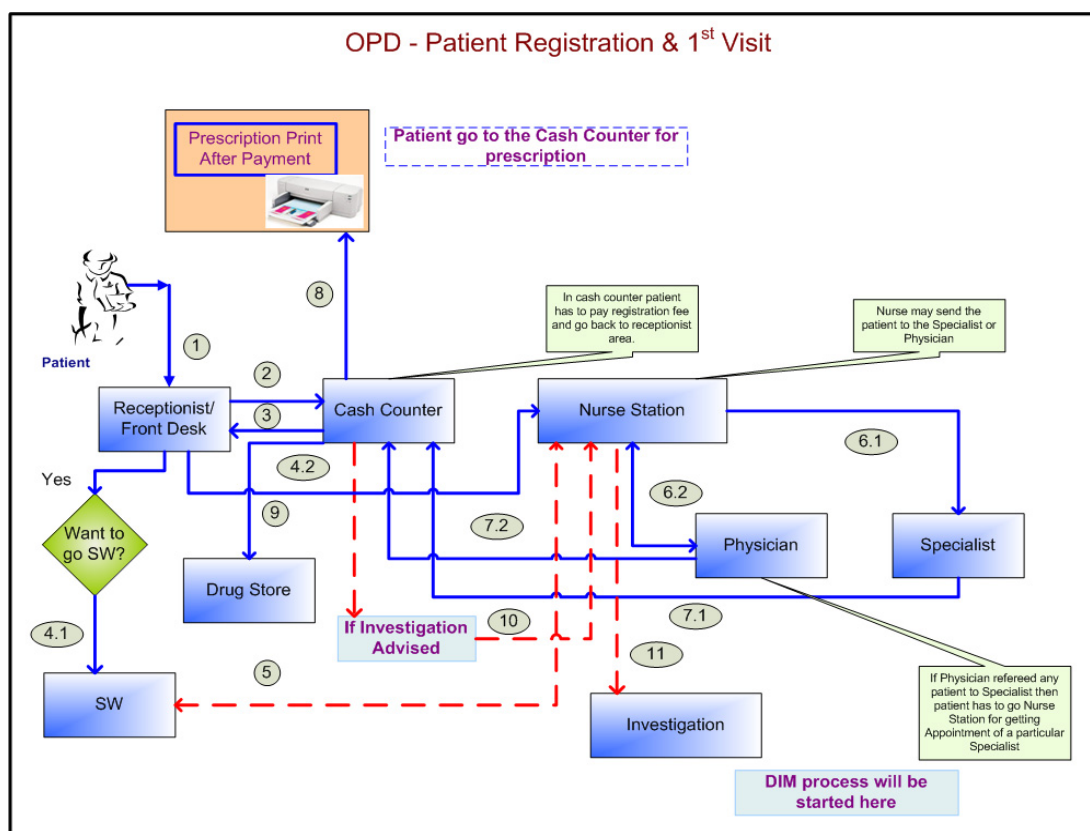 OPD - Patient Registration & 1st Visit
Prescription Print
After Payment
Patient go to the Cash Counter for
prescription
8
In cash counter patient
has to pay registration fee
and go back to receptionist
area.
Nurse may send the
patient to the Specialist or
Physician
Patient
1
2
3
Receptionist/
Front Desk
Cash Counter
Nurse Station
4.2
6.1
Yes
6.2
9
7.2
Want to
go SW?
Physician
Specialist
Drug Store
4.1
If Investigation
Advised
10
7.1
11
5
SW
Investigation
If Physician refereed any
patient to Specialist then
patient has to go Nurse
Station for getting
Appointment of a particular
Specialist
DIM process will be
started here